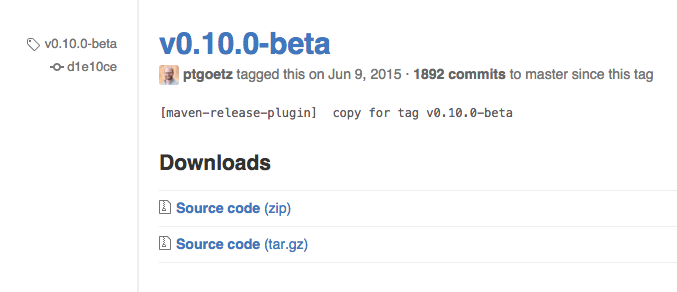 v0.10.0-beta
d1e10ce
v0.10.0-beta
ptgoetz tagged this on Jun 9, 2015 · 1892 commits to master since this tag
[maven-release-plugin]  copy for tag v0.10.0-beta
Downloads
Source code (zip)
Source code (tar.gz)